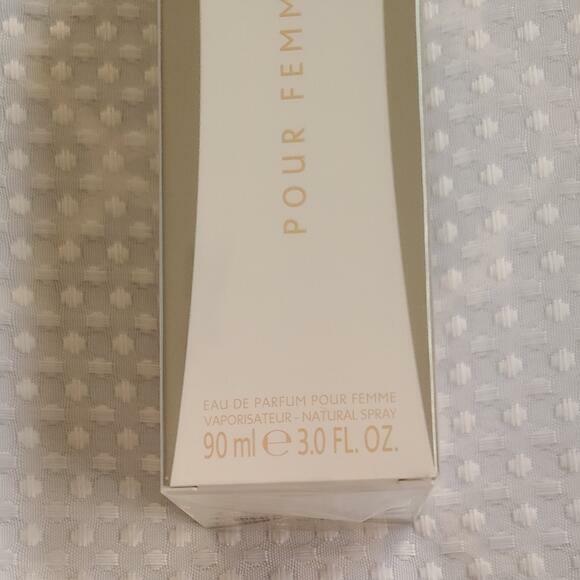 POUR FEMM
EAU DE PARFUM POUR FEMME
VAPORISATEUR - NATURAL SPRAY
90 ml ℮ 3.0 FL. OZ.